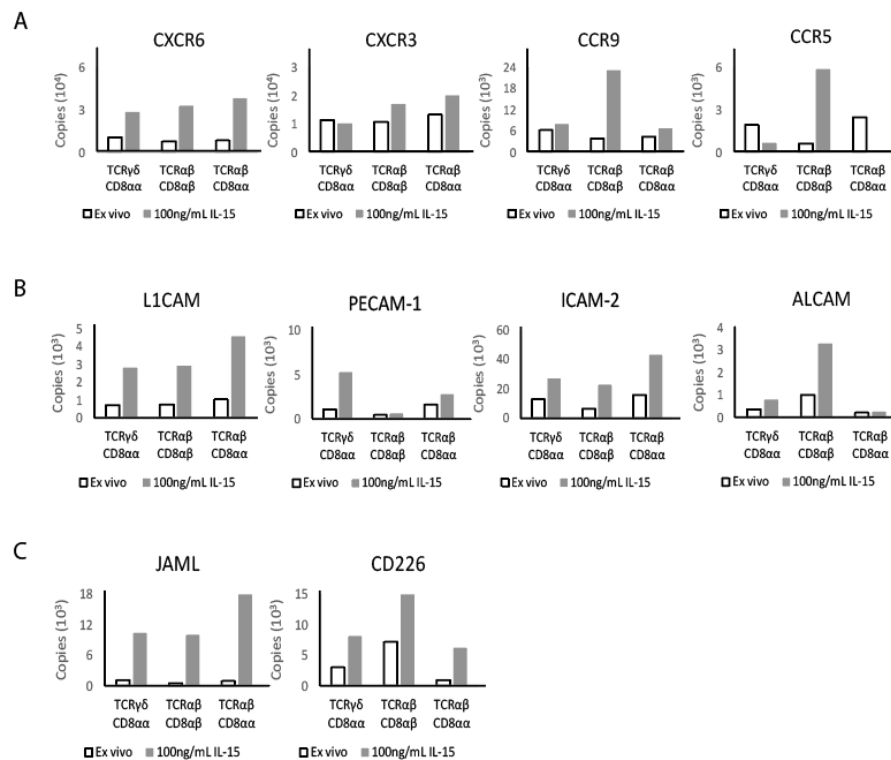 A
CXCR6
CXCR3
CCR9
CCR5
Copies (10⁴)
6
3
0
TCRγδ TCRαβ TCRαβ
CD8αα CD8αβ CD8αα
Ex vivo 100ng/mL IL-15
Copies (10⁴)
3
2
1
0
TCRγδ TCRαβ TCRαβ
CD8αα CD8αβ CD8αα
Ex vivo 100ng/mL IL-15
Copies (10³)
24
18
12
6
0
TCRγδ TCRαβ TCRαβ
CD8αα CD8αβ CD8αα
Ex vivo 100ng/mL IL-15
Copies (10³)
6
3
0
TCRγδ TCRαβ TCRαβ
CD8αα CD8αβ CD8αα
Ex vivo 100ng/mL IL-15
B
L1CAM
PECAM-1
ICAM-2
ALCAM
Copies (10³)
5
4
3
2
1
0
TCRγδ TCRαβ TCRαβ
CD8αα CD8αβ CD8αα
Ex vivo 100ng/mL IL-15
Copies (10³)
10
5
0
TCRγδ TCRαβ TCRαβ
CD8αα CD8αβ CD8αα
Ex vivo 100ng/mL IL-15
Copies (10³)
60
40
20
0
TCRγδ TCRαβ TCRαβ
CD8αα CD8αβ CD8αα
Ex vivo 100ng/mL IL-15
Copies (10³)
4
3
2
1
0
TCRγδ TCRαβ TCRαβ
CD8αα CD8αβ CD8αα
Ex vivo 100ng/mL IL-15
C
JAML
CD226
Copies (10³)
18
12
6
0
TCRγδ TCRαβ TCRαβ
CD8αα CD8αβ CD8αα
Ex vivo 100ng/mL IL-15
Copies (10³)
15
10
5
0
TCRγδ TCRαβ TCRαβ
CD8αα CD8αβ CD8αα
Ex vivo 100ng/mL IL-15